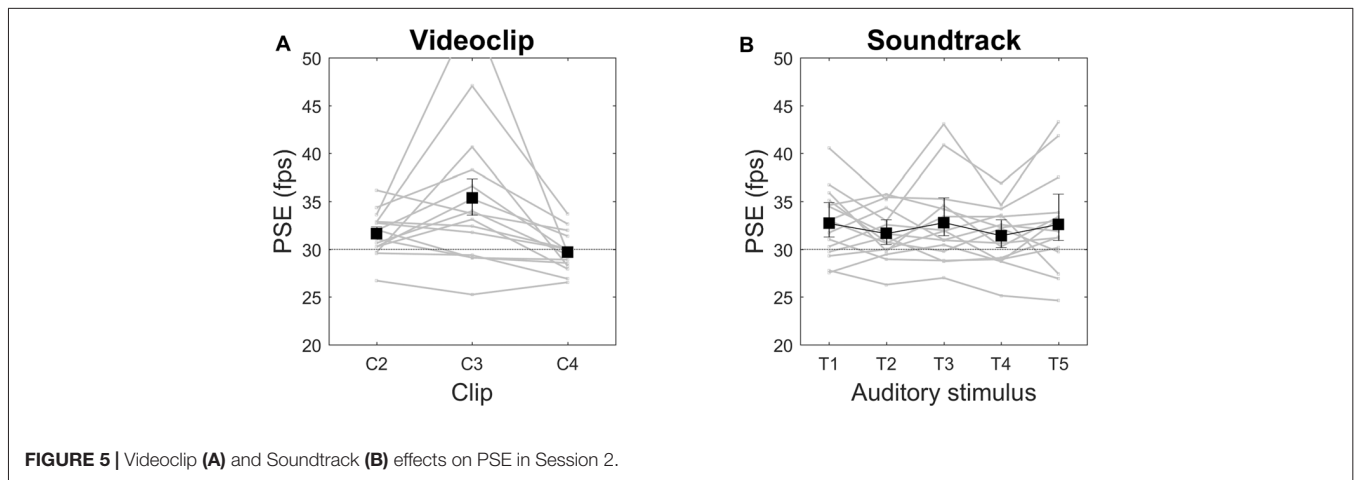 A
Videoclip
50
45
40
35
30
25
20
PSE (fps)
C2 C3 C4
Clip
B
Soundtrack
50
45
40
35
30
25
20
PSE (fps)
T1 T2 T3 T4 T5
Auditory stimulus
FIGURE 5 | Videoclip (A) and Soundtrack (B) effects on PSE in Session 2.